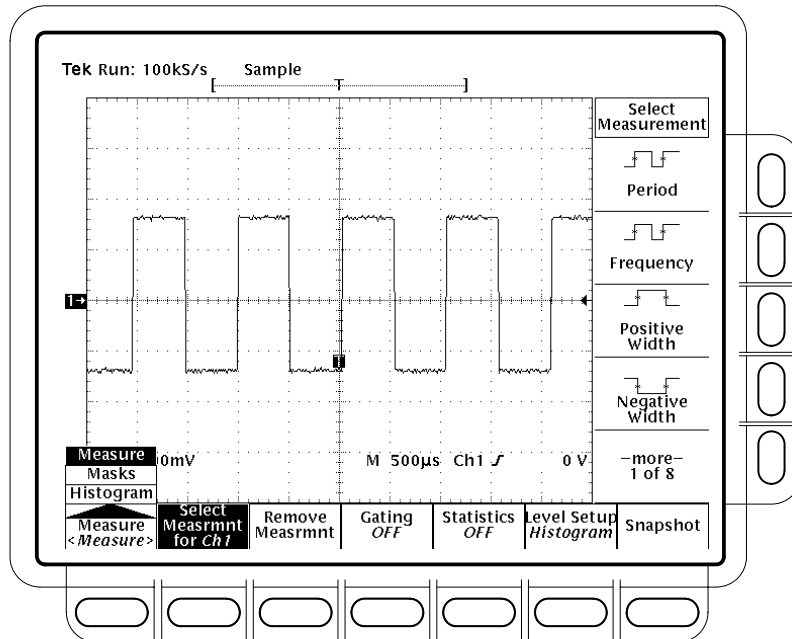 Tek Run: 100kS/s Sample
[ T ]
Select
Measurement
Period
Frequency
Positive
Width
Negative
Width
–more–
1 of 8
1
T
0mV M 500µs Ch1 0 V
Measure
Masks
Histogram
Measure
<Measure>
Select
Measrmnt
for Ch1
Remove
Measrmnt
Gating
OFF
Statistics
OFF
Level Setup
Histogram
Snapshot